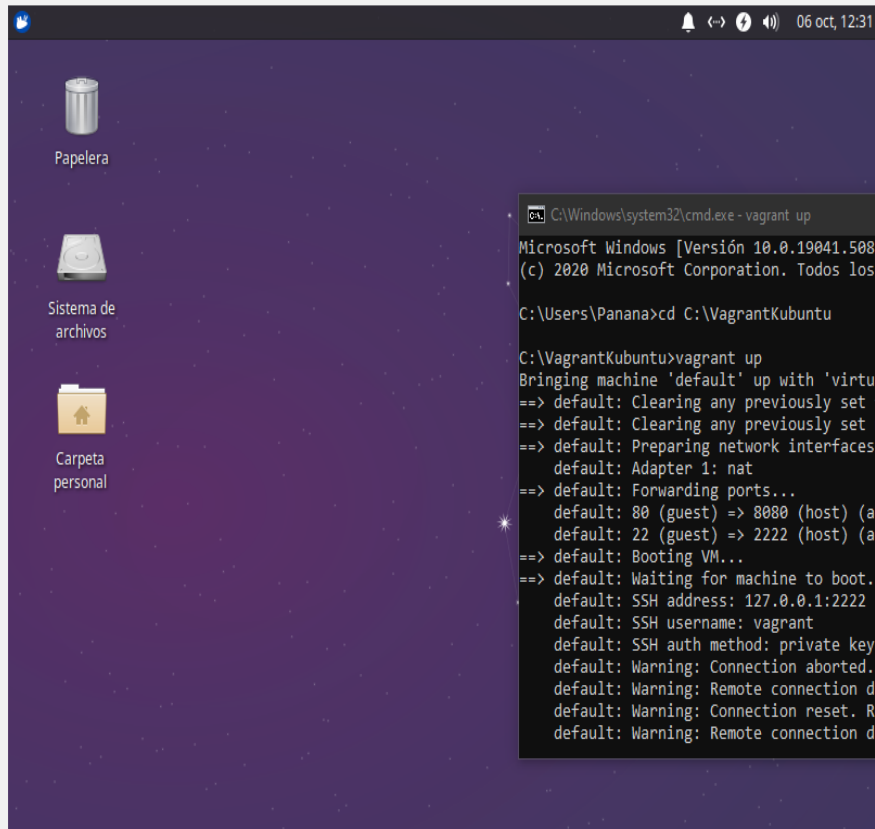 06 oct, 12:31
Papelera
Sistema de
archivos
Carpeta
personal
C:\Windows\system32\cmd.exe - vagrant up
Microsoft Windows [Versión 10.0.19041.508
(c) 2020 Microsoft Corporation. Todos los
C:\Users\Panana>cd C:\VagrantKubuntu
C:\VagrantKubuntu>vagrant up
Bringing machine 'default' up with 'virtu
==> default: Clearing any previously set
==> default: Clearing any previously set
==> default: Preparing network interfaces
default: Adapter 1: nat
==> default: Forwarding ports...
default: 80 (guest) => 8080 (host) (a
default: 22 (guest) => 2222 (host) (a
==> default: Booting VM...
==> default: Waiting for machine to boot.
default: SSH address: 127.0.0.1:2222
default: SSH username: vagrant
default: SSH auth method: private key
default: Warning: Connection aborted.
default: Warning: Remote connection d
default: Warning: Connection reset. R
default: Warning: Remote connection d